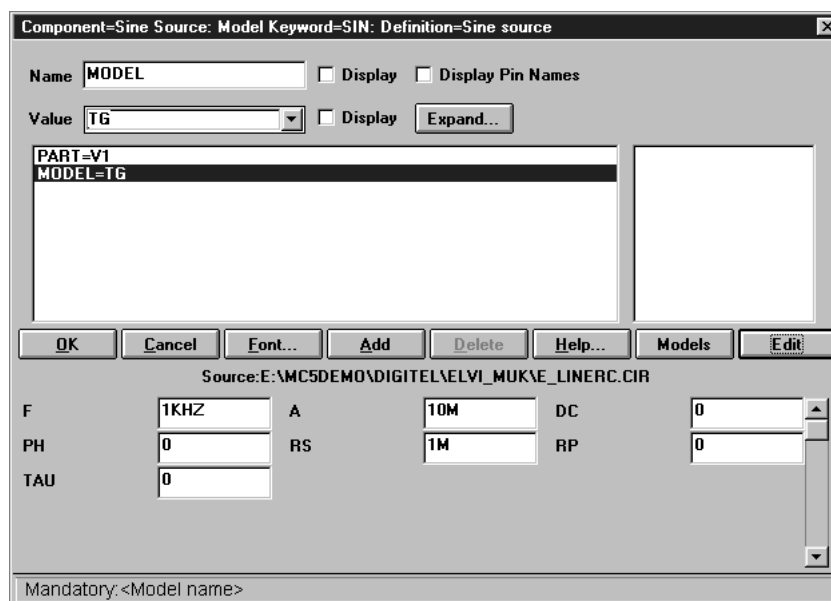 Component=Sine Source: Model Keyword=SIN: Definition=Sine source
Name MODEL Display Display Pin Names
Value TG Display Expand...
PART=V1
MODEL=TG
OK Cancel Font... Add Delete Help... Models Edit
Source:E:\MC5DEMO\DIGITEL\ELVI_MUK\E_LINERC.CIR
F 1KHZ A 10M DC 0
PH 0 RS 1M RP 0
TAU 0
Mandatory:<Model name>